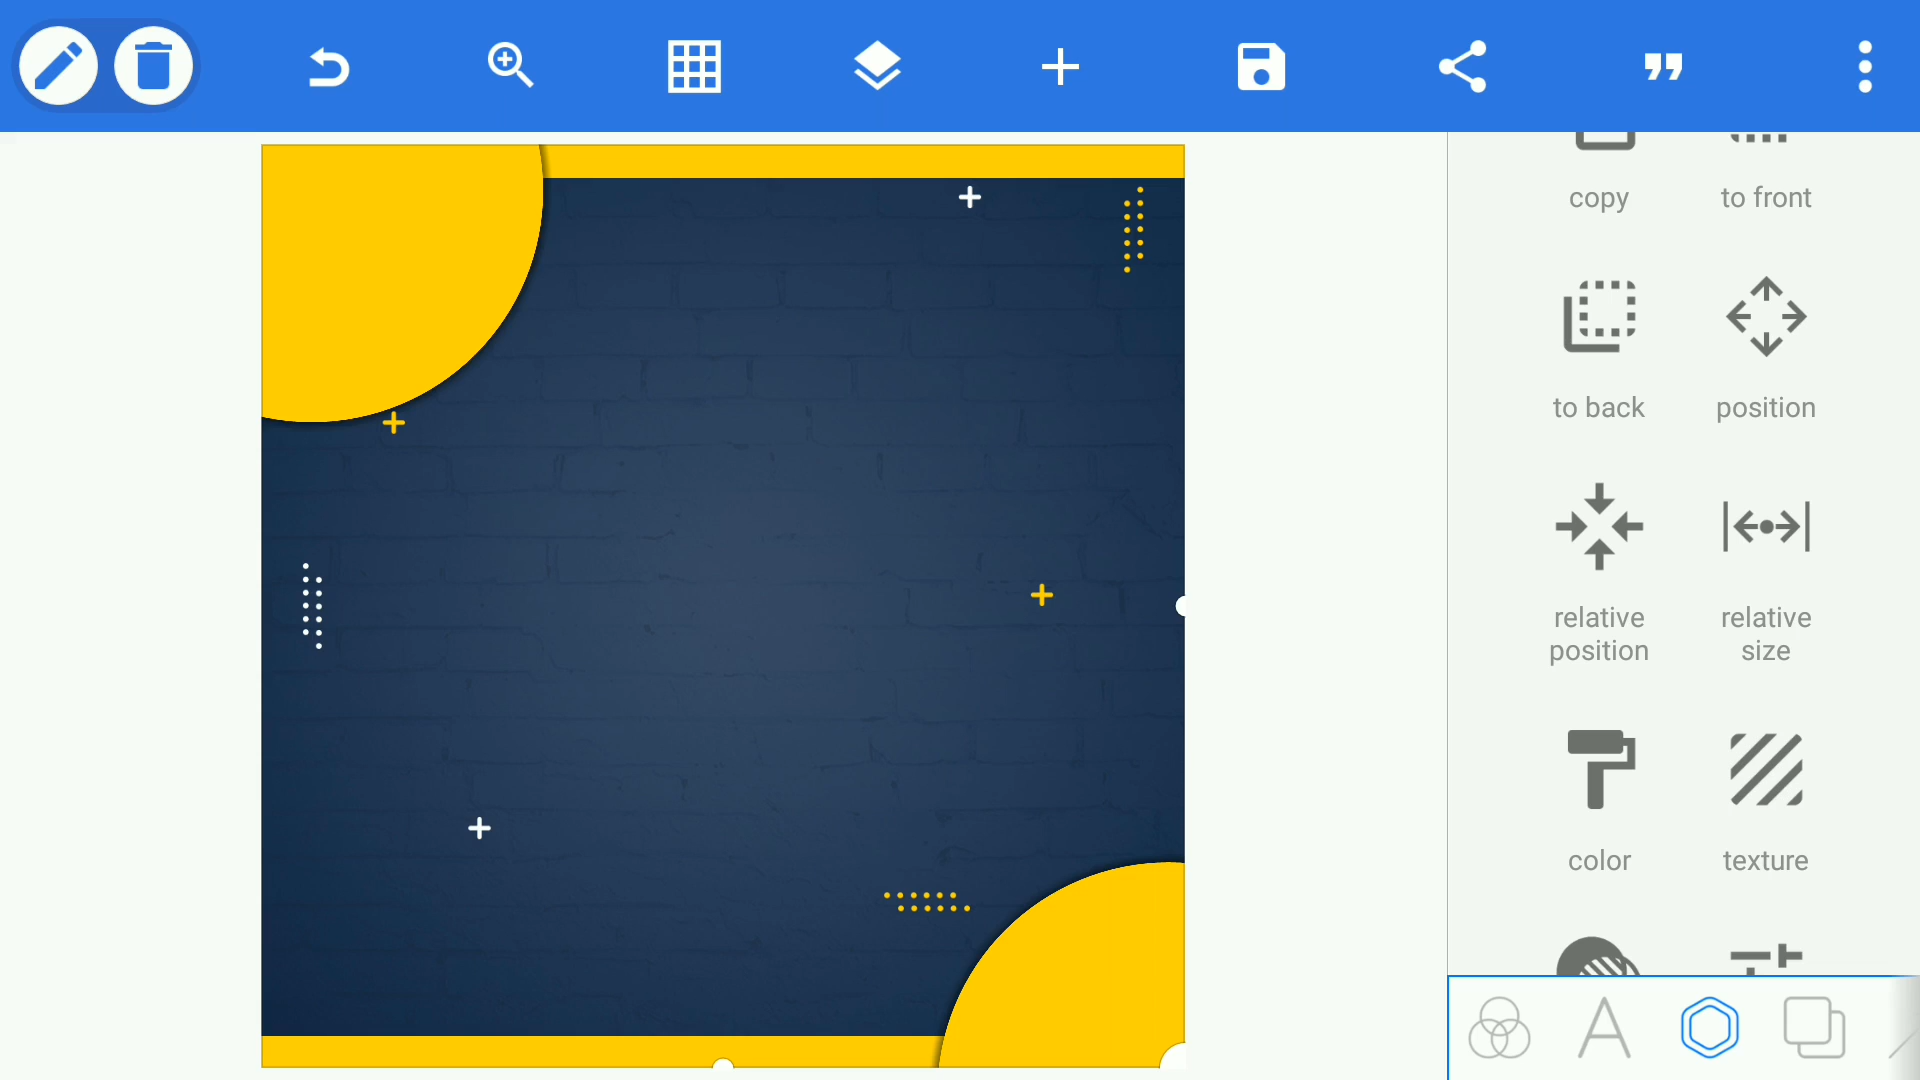 copy
to front
to back
position
relative
position
relative
size
color
texture